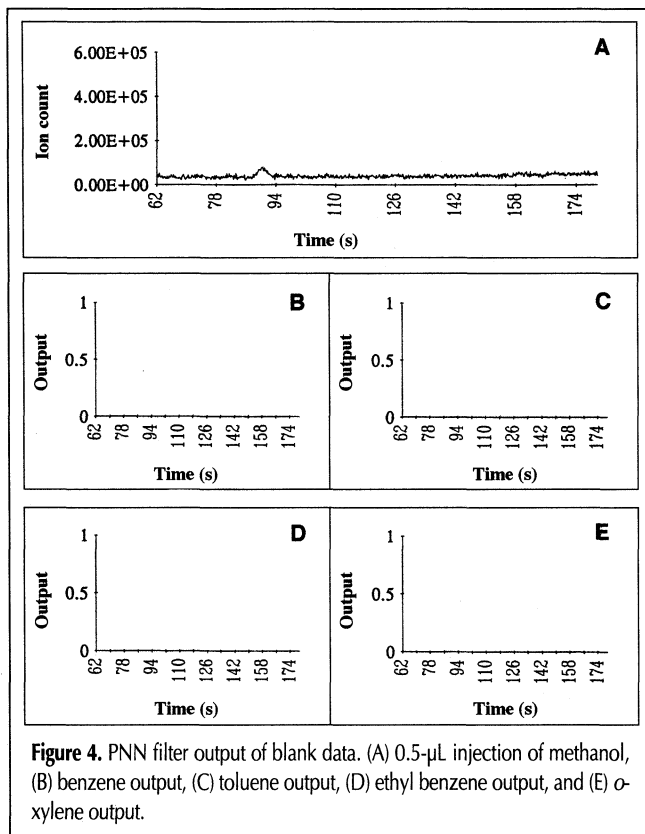 A
6.00E+05
4.00E+05
2.00E+05
0.00E+00
Ion count
62 78 94 110 126 142 158 174
Time (s)
B
1
0.5
0
Output
62 78 94 110 126 142 158 174
Time (s)
C
1
0.5
0
Output
62 78 94 110 126 142 158 174
Time (s)
D
1
0.5
0
Output
62 78 94 110 126 142 158 174
Time (s)
E
1
0.5
0
Output
62 78 94 110 126 142 158 174
Time (s)
Figure 4. PNN filter output of blank data. (A) 0.5-µL injection of methanol,
(B) benzene output, (C) toluene output, (D) ethyl benzene output, and (E) o-
xylene output.